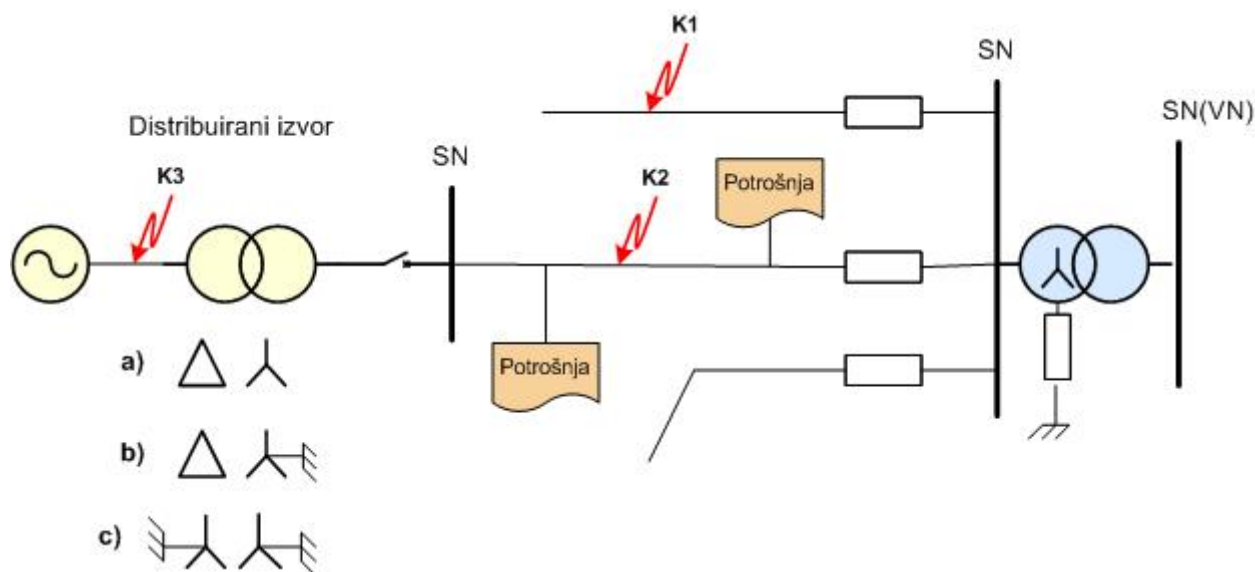 K1
SN
SN(VN)
Distribuirani izvor
SN
K3
K2
Potrošnja
Potrošnja
a)
b)
c)